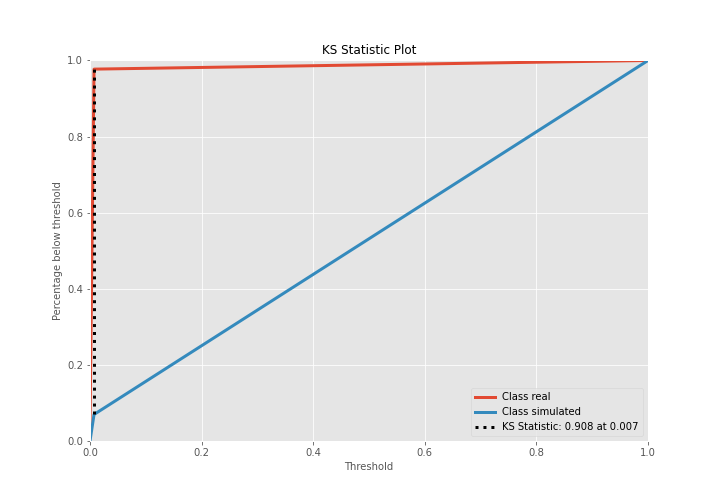 KS Statistic Plot
1.0
0.8
0.6
0.4
0.2
0.0
Percentage below threshold
Class real
Class simulated
KS Statistic: 0.908 at 0.007
0.0 0.2 0.4 0.6 0.8 1.0
Threshold